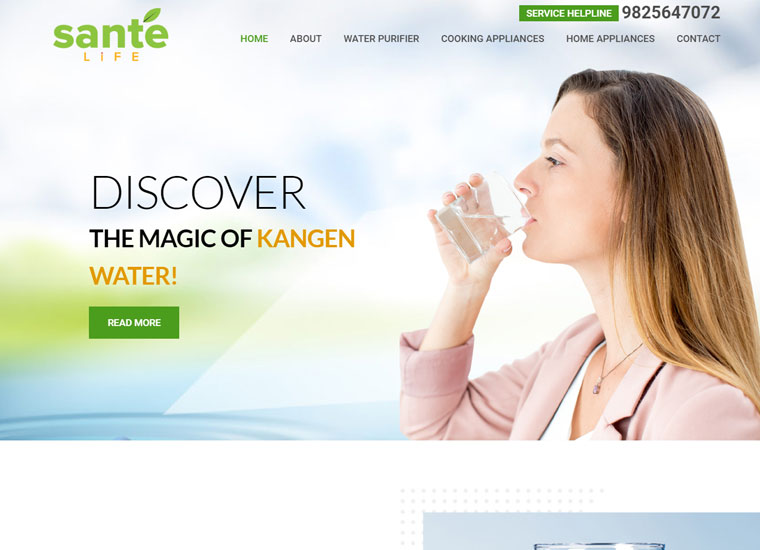 SERVICE HELPLINE 9825647072
santé
LIFE
HOME ABOUT WATER PURIFIER COOKING APPLIANCES HOME APPLIANCES CONTACT
DISCOVER
THE MAGIC OF KANGEN
WATER!
READ MORE